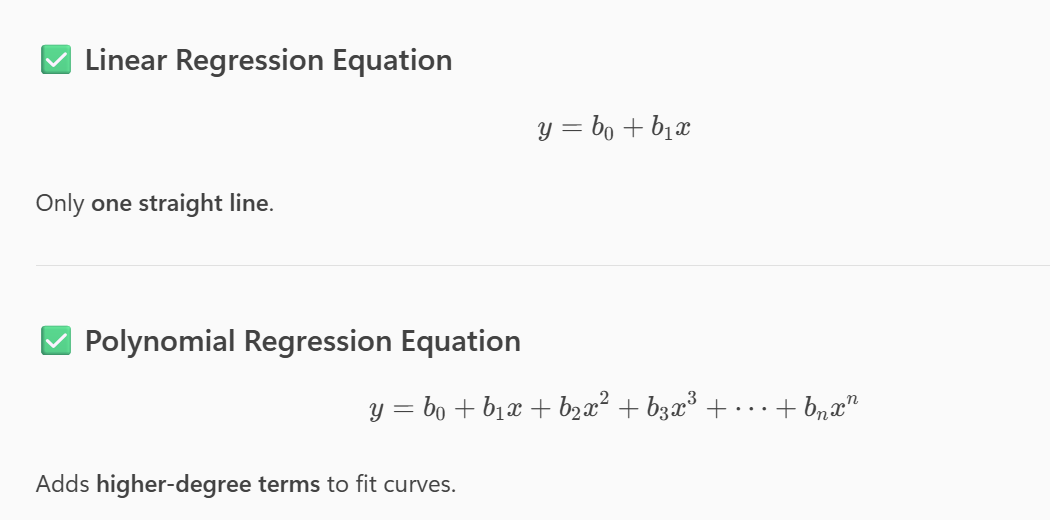 ✅ Linear Regression Equation
y = b₀ + b₁x
Only one straight line.
✅ Polynomial Regression Equation
y = b₀ + b₁x + b₂x² + b₃x³ + ⋯ + bₙxⁿ
Adds higher-degree terms to fit curves.